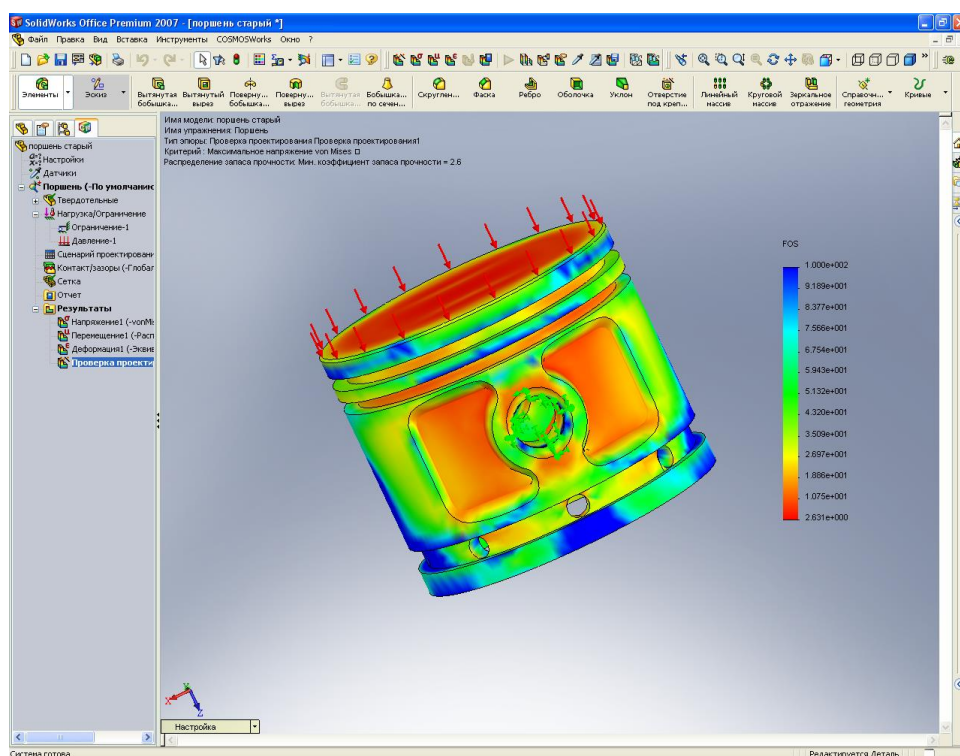 SolidWorks Office Premium 2007 - [поршень старый *]
Файл Правка Вид Вставка Инструменты COSMOSWorks Окно ?
Элементы Эскиз Вытянутая бобышка... Вытянутый вырез Поверну... бобышка... Поверну... вырез Вытянутая бобышка... Бобышка... по сечен... Скруглен... Фаска Ребро Оболочка Уклон Отверстие под креп... Линейный массив Круговой массив Зеркальное отражение Справочн... геометрия Кривые
поршень старый
Настройки
Датчики
Поршень (-По умолчанию
Твердотельные
Нагрузка/Ограничение
Ограничение-1
Давление-1
Сценарий проектировани
Контакт/зазоры (-Глобал
Сетка
Отчет
Результаты
Напряжение1 (-vonMi
Перемещение1 (-Расп
Деформация1 (-Эквив
Проверка проекти
Имя модели: поршень старый
Имя упражнения: Поршень
Тип эпюры: Проверка проектирования Проверка проектирования1
Критерий : Максимальное напряжение von Mises
Распределение запаса прочности: Мин. коэффициент запаса прочности = 2.6
FOS
1.000e+002
9.189e+001
8.377e+001
7.566e+001
6.754e+001
5.943e+001
5.132e+001
4.320e+001
3.509e+001
2.697e+001
1.886e+001
1.075e+001
2.631e+000
X
Z
Настройка
Система готова
Редактируется Деталь